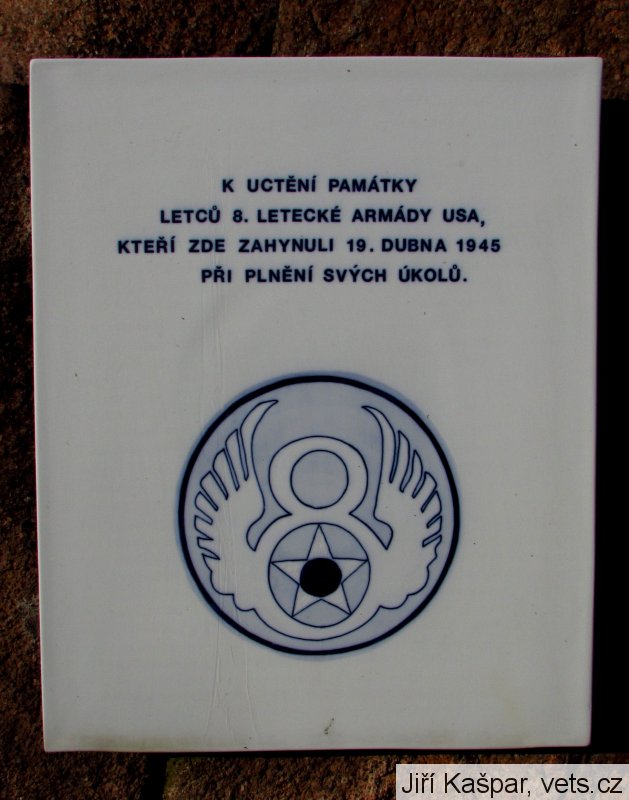 K UCTĚNÍ PAMÁTKY
LETCŮ 8. LETECKÉ ARMÁDY USA,
KTEŘÍ ZDE ZAHYNULI 19. DUBNA 1945
PŘI PLNĚNÍ SVÝCH ÚKOLŮ.
Jiří Kašpar, vets.cz